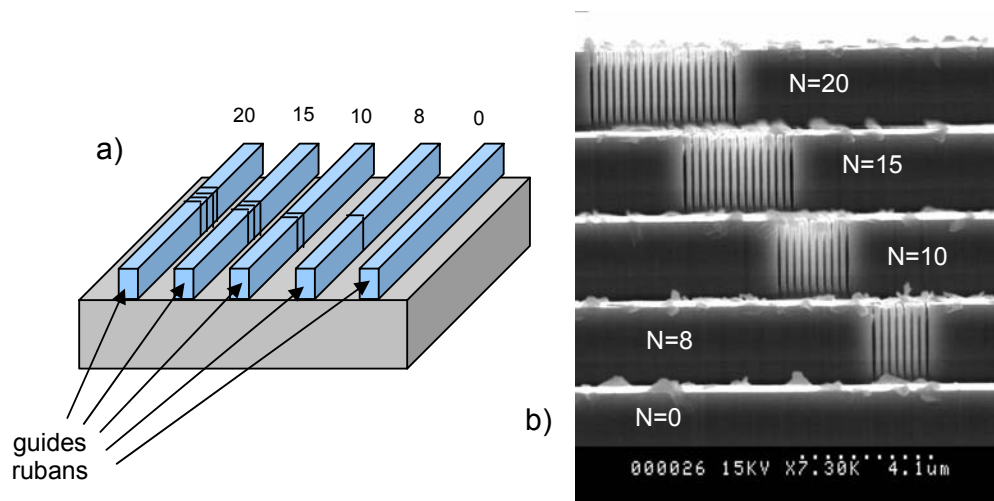 20 15 10 8 0
a)
guides
rubans
b)
N=20
N=15
N=10
N=8
N=0
000026 15KV X7.30K 4.1um